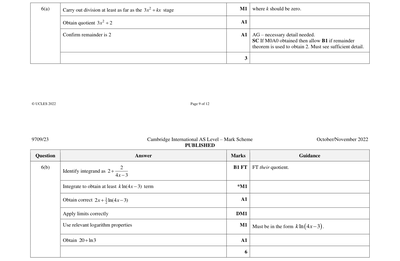 6(a) Carry out division at least as far as the 3x² + kx stage M1 where k should be zero.
Obtain quotient 3x² + 2 A1
Confirm remainder is 2 A1 AG – necessary detail needed.
SC If M0A0 obtained then allow B1 if remainder
theorem is used to obtain 2. Must see sufficient detail.
3
© UCLES 2022 Page 9 of 12
9709/23 Cambridge International AS Level – Mark Scheme October/November 2022
PUBLISHED
Question Answer Marks Guidance
6(b) Identify integrand as 2 + 2/(4x − 3) B1 FT FT their quotient.
Integrate to obtain at least k ln(4x − 3) term *M1
Obtain correct 2x + ½ ln(4x − 3) A1
Apply limits correctly DM1
Use relevant logarithm properties M1 Must be in the form k ln(4x − 3).
Obtain 20 + ln 3 A1
6